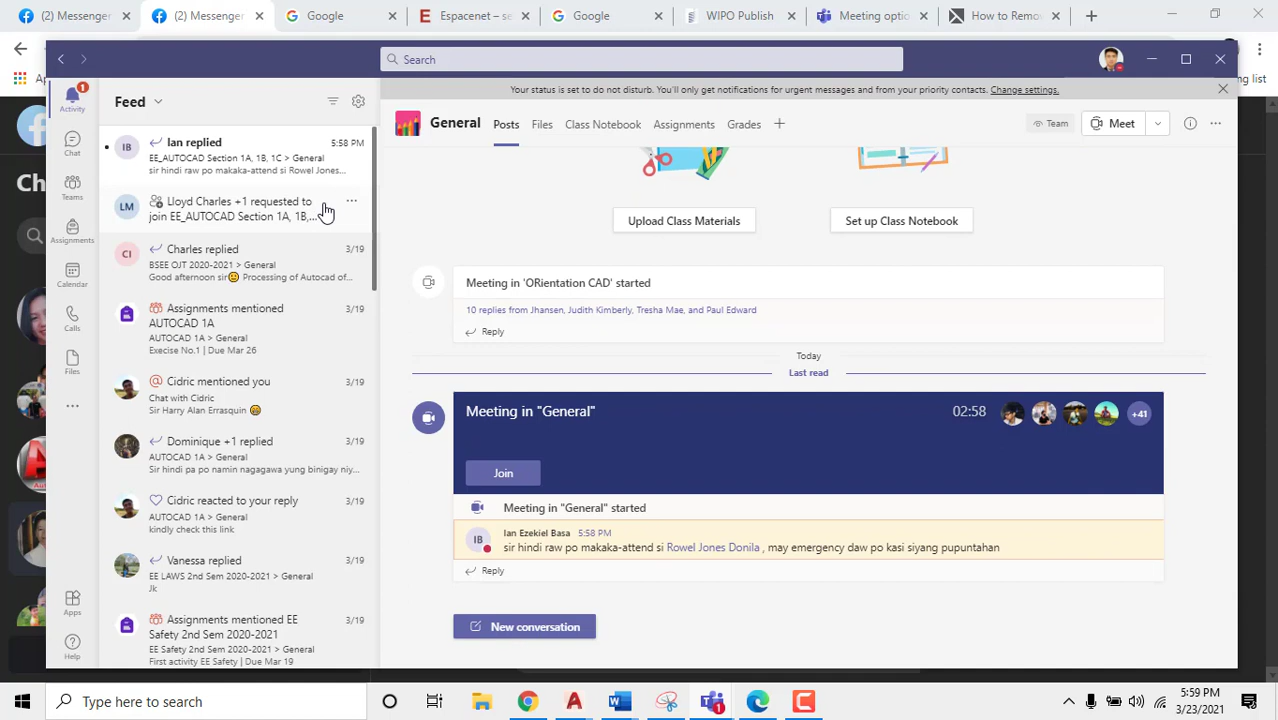 (2) Messenger
(2) Messenger
Google
Espacenet – se
Google
WIPO Publish
Meeting optio
How to Remov
Search
ing list
Your status is set to do not disturb. You'll only get notifications for urgent messages and from your priority contacts. Change settings.
Activity
1
Chat
Teams
Assignments
Calendar
Calls
Files
Apps
Help
Feed
IB
Ian replied
5:58 PM
EE_AUTOCAD Section 1A, 1B, 1C > General
sir hindi raw po makaka-attend si Rowel Jones...
LM
Lloyd Charles +1 requested to
join EE_AUTOCAD Section 1A, 1B,...
CI
Charles replied
3/19
BSEE OJT 2020-2021 > General
Good afternoon sir😀 Processing of Autocad of...
Assignments mentioned
3/19
AUTOCAD 1A
AUTOCAD 1A > General
Execise No.1 | Due Mar 26
Cidric mentioned you
3/19
Chat with Cidric
Sir Harry Alan Errasquin 😀
Dominique +1 replied
3/19
AUTOCAD 1A > General
Sir hindi pa po namin nagagawa yung binigay niy...
Cidric reacted to your reply
3/19
AUTOCAD 1A > General
kindly check this link
Vanessa replied
3/19
EE LAWS 2nd Sem 2020-2021 > General
Jk
Assignments mentioned EE
3/19
Safety 2nd Sem 2020-2021
EE Safety 2nd Sem 2020-2021 > General
First activity EE Safety | Due Mar 19
General
Posts
Files
Class Notebook
Assignments
Grades
Team
Meet
Upload Class Materials
Set up Class Notebook
Meeting in 'ORientation CAD' started
10 replies from Jhansen, Judith Kimberly, Tresha Mae, and Paul Edward
Reply
Today
Last read
Meeting in "General"
02:58
+41
Join
Meeting in "General" started
IB
Ian Ezekiel Basa 5:58 PM
sir hindi raw po makaka-attend si Rowel Jones Donila , may emergency daw po kasi siyang pupuntahan
Reply
New conversation
Type here to search
1
5:59 PM
3/23/2021